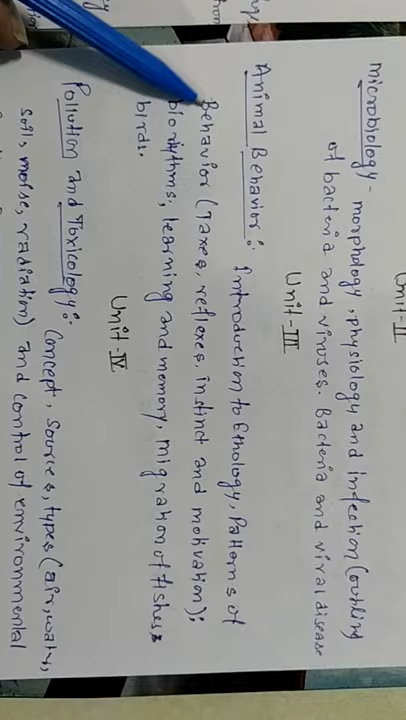 Unit-II
microbiology - morphology, physiology and infection (outling
of bacteria and viruses. Bacteria and viral disease
Unit-III
Animal Behavior: Introduction to Ethology, Patterns of
Behavior (Taxes, reflexes, instinct and motivation);
biorhythms; learning and memory, migration of fishes &
birds.
Unit-IV
Pollution and Toxicology: Concept, sources, types (air, water,
soil, noise, radiation) and control of environmental